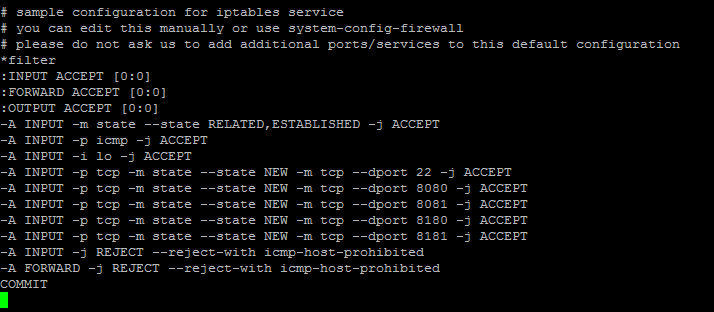 # sample configuration for iptables service
# you can edit this manually or use system-config-firewall
# please do not ask us to add additional ports/services to this default configuration
*filter
:INPUT ACCEPT [0:0]
:FORWARD ACCEPT [0:0]
:OUTPUT ACCEPT [0:0]
-A INPUT -m state --state RELATED,ESTABLISHED -j ACCEPT
-A INPUT -p icmp -j ACCEPT
-A INPUT -i lo -j ACCEPT
-A INPUT -p tcp -m state --state NEW -m tcp --dport 22 -j ACCEPT
-A INPUT -p tcp -m state --state NEW -m tcp --dport 8080 -j ACCEPT
-A INPUT -p tcp -m state --state NEW -m tcp --dport 8081 -j ACCEPT
-A INPUT -p tcp -m state --state NEW -m tcp --dport 8180 -j ACCEPT
-A INPUT -p tcp -m state --state NEW -m tcp --dport 8181 -j ACCEPT
-A INPUT -j REJECT --reject-with icmp-host-prohibited
-A FORWARD -j REJECT --reject-with icmp-host-prohibited
COMMIT